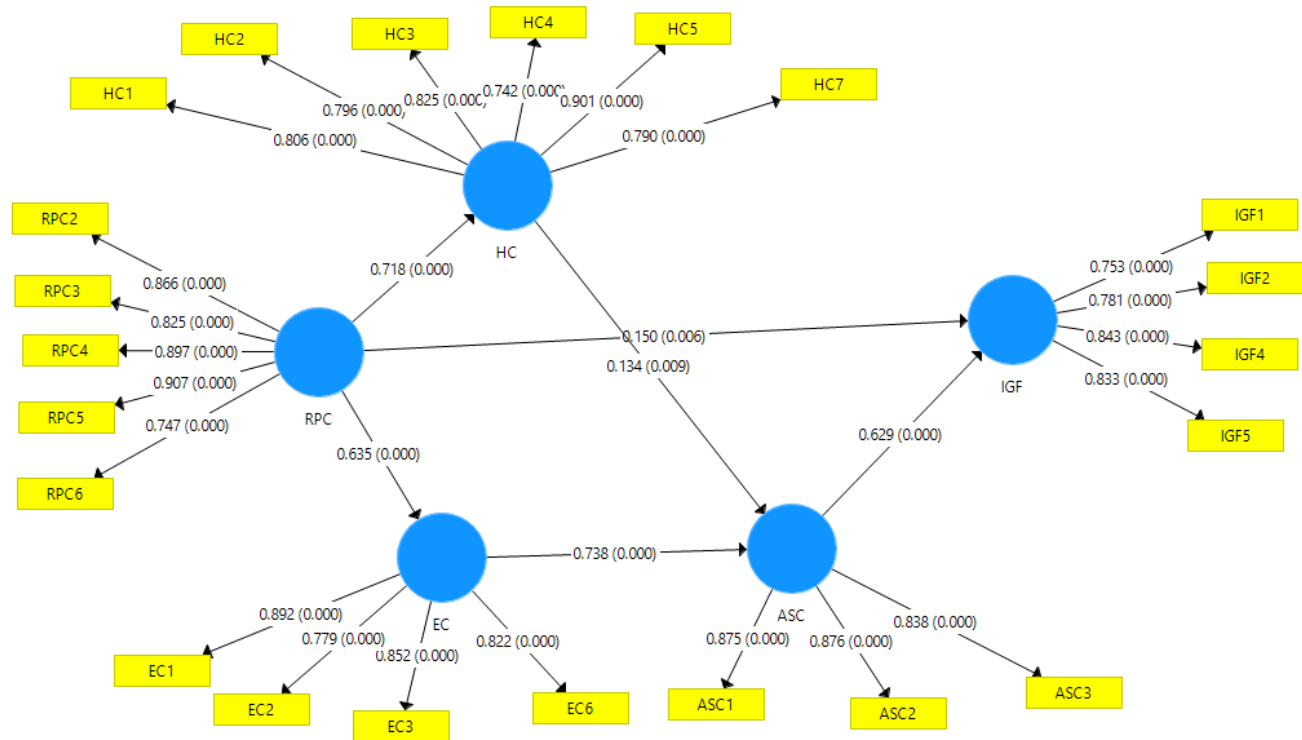 HC4
HC5
HC3
HC2
HC7
HC1
0.796 (0.000)
0.825 (0.000)
0.742 (0.000)
0.901 (0.000)
0.790 (0.000)
0.806 (0.000)
HC
RPC2
RPC3
RPC4
RPC5
RPC6
0.866 (0.000)
0.825 (0.000)
0.897 (0.000)
0.907 (0.000)
0.747 (0.000)
RPC
0.718 (0.000)
0.150 (0.006)
0.134 (0.009)
0.635 (0.000)
IGF1
IGF2
IGF4
IGF5
0.753 (0.000)
0.781 (0.000)
0.843 (0.000)
0.833 (0.000)
IGF
0.629 (0.000)
0.738 (0.000)
EC
0.892 (0.000)
0.779 (0.000)
0.852 (0.000)
0.822 (0.000)
EC1
EC2
EC3
EC6
ASC
0.875 (0.000)
0.876 (0.000)
0.838 (0.000)
ASC1
ASC2
ASC3